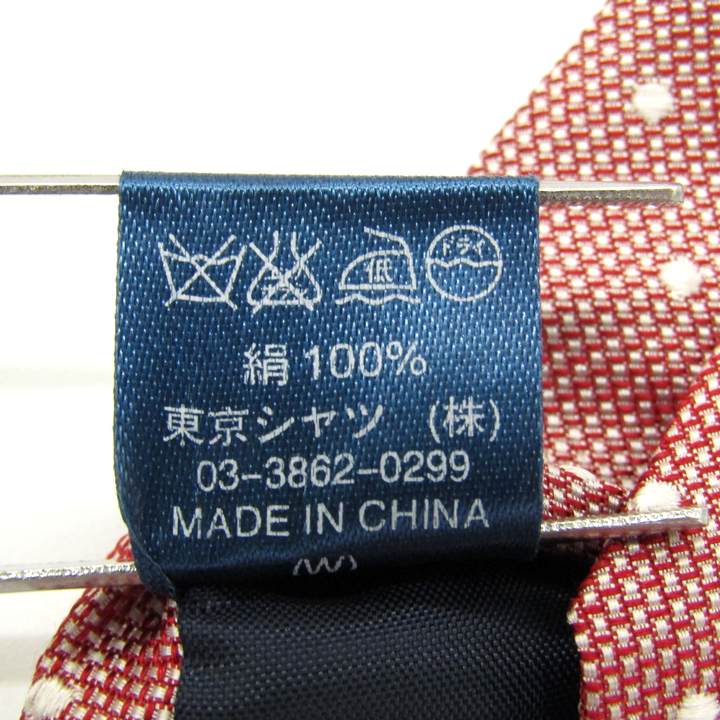 低 ドライ
絹 100%
東京シャツ (株)
03-3862-0299
MADE IN CHINA
(W)